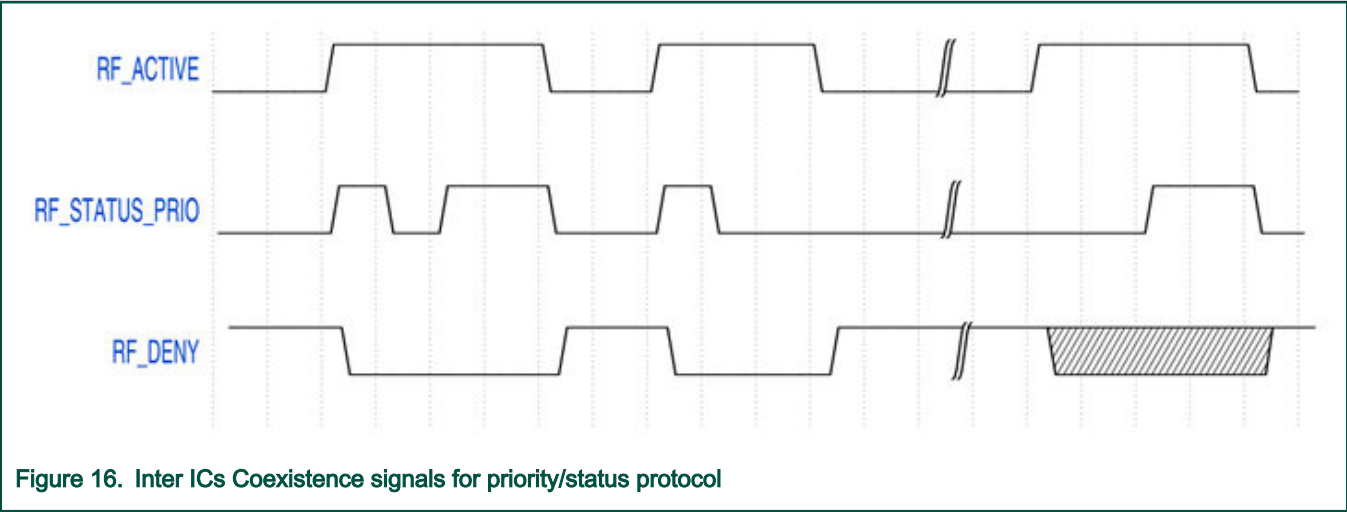 RF_ACTIVE
RF_STATUS_PRIO
RF_DENY
Figure 16. Inter ICs Coexistence signals for priority/status protocol